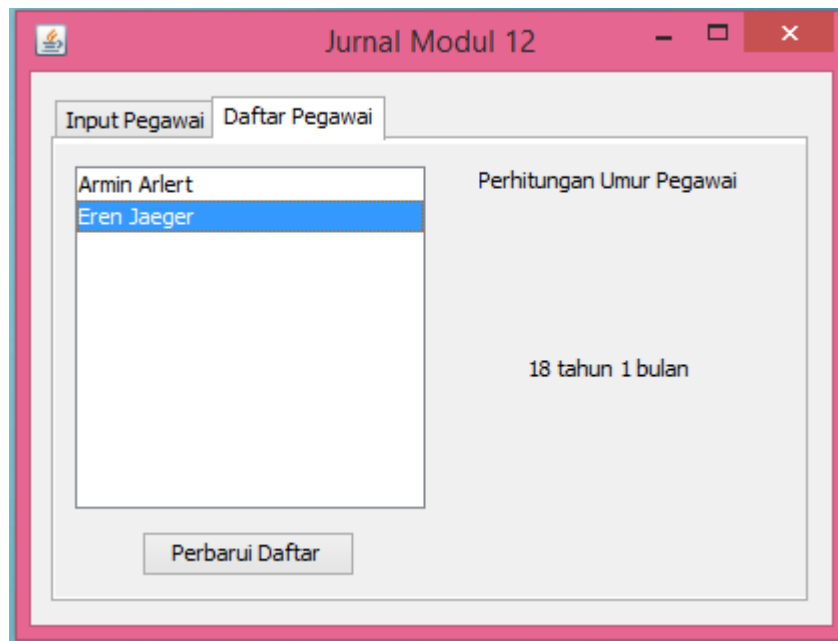 Jurnal Modul 12
Input Pegawai Daftar Pegawai
Armin Arlert
Eren Jaeger
Perhitungan Umur Pegawai
18 tahun 1 bulan
Perbarui Daftar